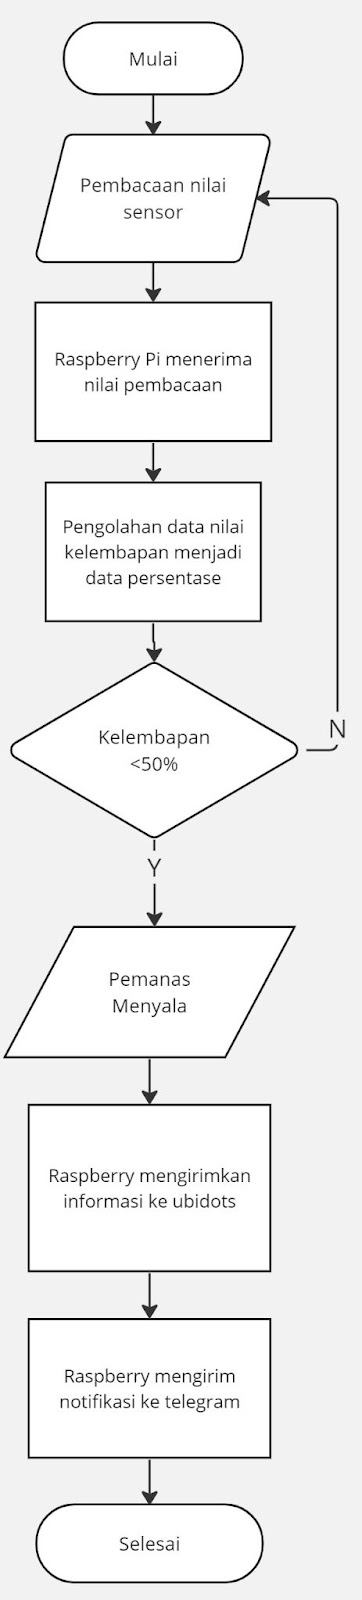 Mulai
Pembacaan nilai
sensor
Raspberry Pi menerima
nilai pembacaan
Pengolahan data nilai
kelembapan menjadi
data persentase
Kelembapan
<50%
N
Y
Pemanas
Menyala
Raspberry mengirimkan
informasi ke ubidots
Raspberry mengirim
notifikasi ke telegram
Selesai